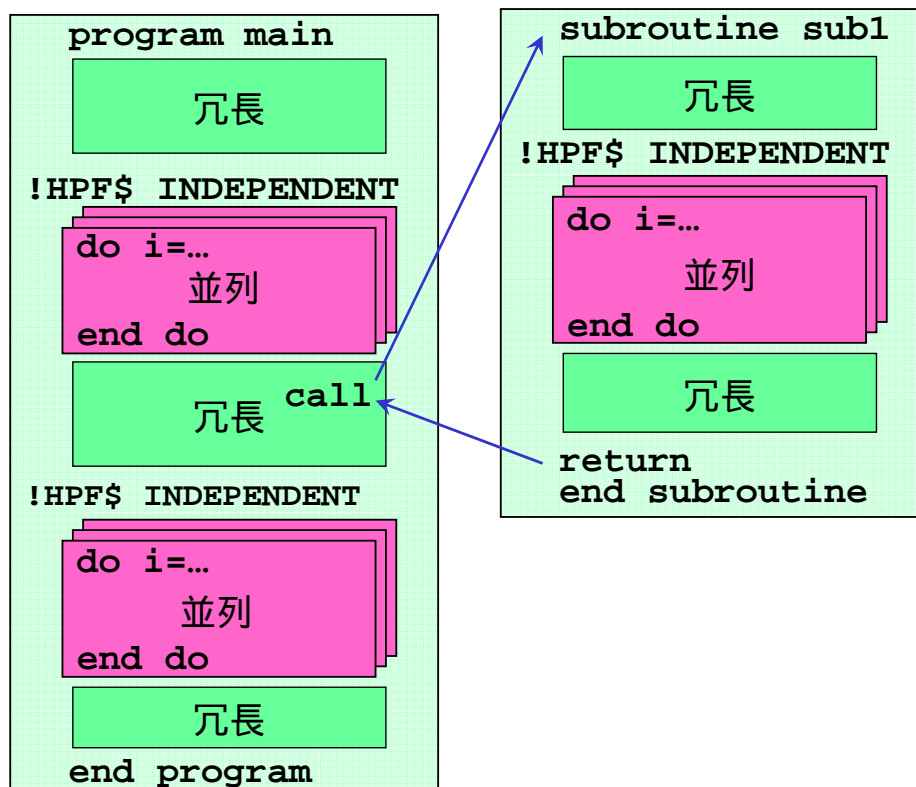 program main
冗長
!HPF$ INDEPENDENT
do i=…
並列
end do
冗長 call
!HPF$ INDEPENDENT
do i=…
並列
end do
冗長
end program
subroutine sub1
冗長
!HPF$ INDEPENDENT
do i=…
並列
end do
冗長
return
end subroutine